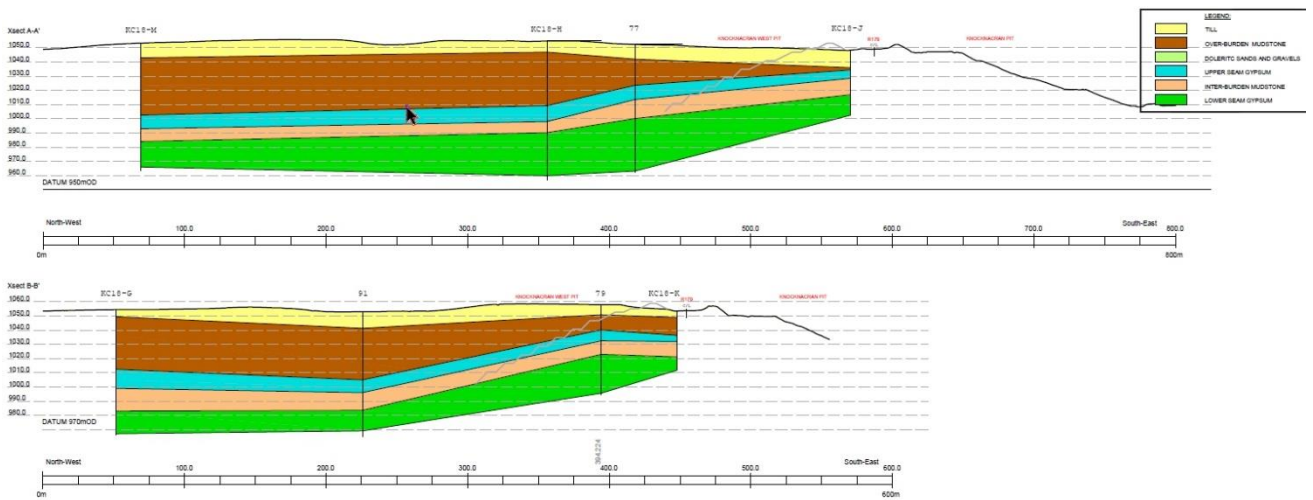 Xsect A-A'
KC18-M
KC18-H
77
KC18-J
KNOCKNACRAN WEST PIT
R179
KNOCKNACRAN PIT
1050.0
1040.0
1030.0
1020.0
1010.0
1000.0
990.0
980.0
970.0
960.0
DATUM 950mOD
LEGEND:
TILL
OVER-BURDEN MUDSTONE
DOLERITC SANDS AND GRAVELS
UPPER SEAM GYPSUM
INTER-BURDEN MUDSTONE
LOWER SEAM GYPSUM
North-West
100.0 200.0 300.0 400.0 500.0 600.0 700.0 800.0
South-East
0m
800m
Xsect B-B'
KC18-G
91
79
KC18-K
KNOCKNACRAN WEST PIT
R179
KNOCKNACRAN PIT
1060.0
1050.0
1040.0
1030.0
1020.0
1010.0
1000.0
990.0
980.0
DATUM 970mOD
394.224
North-West
100.0 200.0 300.0 400.0 500.0 600.0
South-East
0m
600m